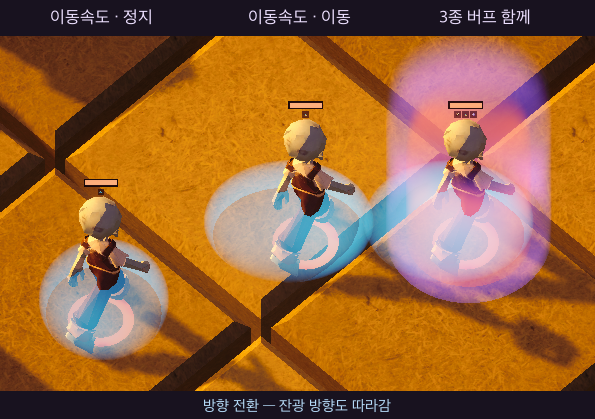 이동속도 · 정지
이동속도 · 이동
3종 버프 함께
방향 전환 — 잔광 방향도 따라감